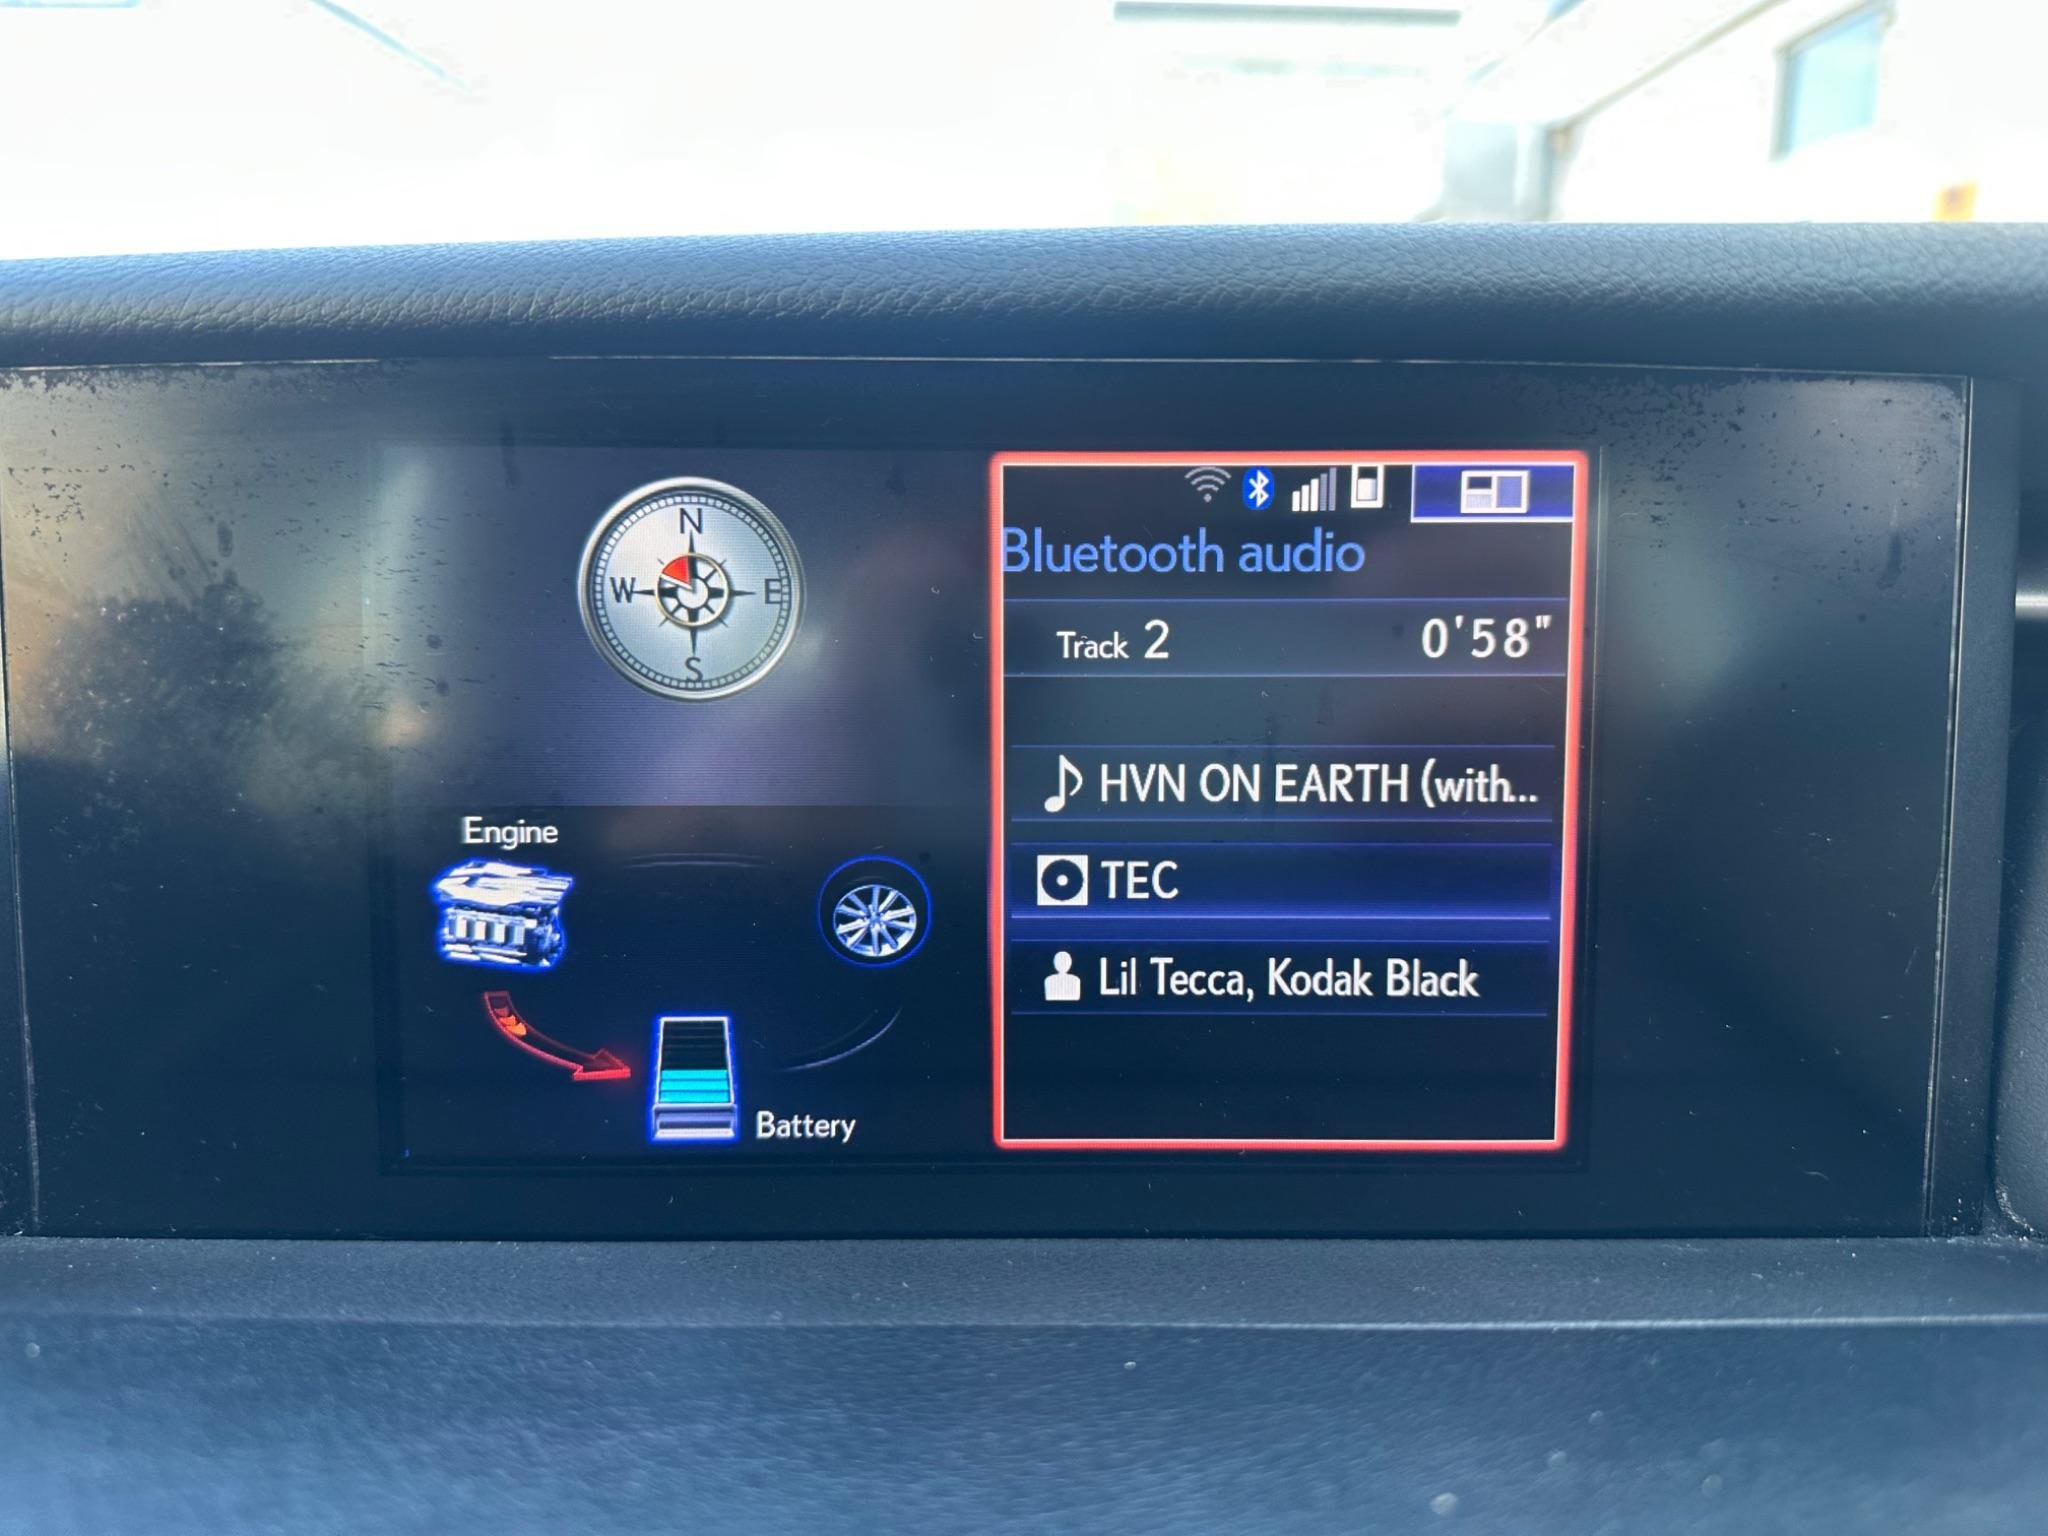 N
W E
S
Engine
Battery
Bluetooth audio
Track 2 0'58"
HVN ON EARTH (with...
TEC
Lil Tecca, Kodak Black